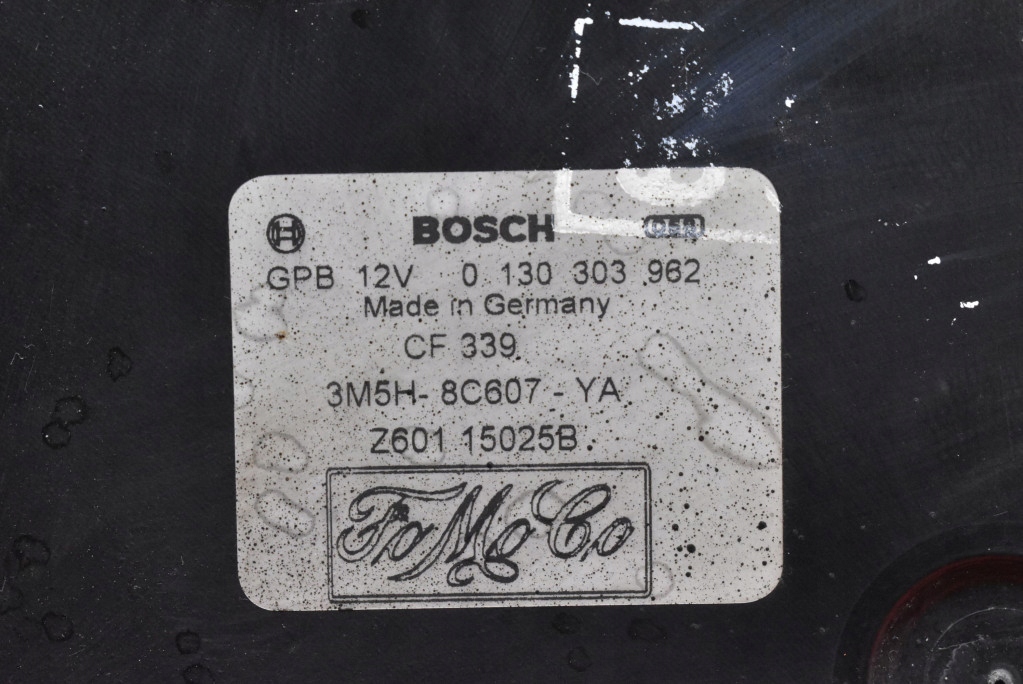 BOSCH
GPB 12V 0 130 303 962
Made in Germany
CF 339
3M5H- 8C607 - YA
Z601 15025B
FoMoCo